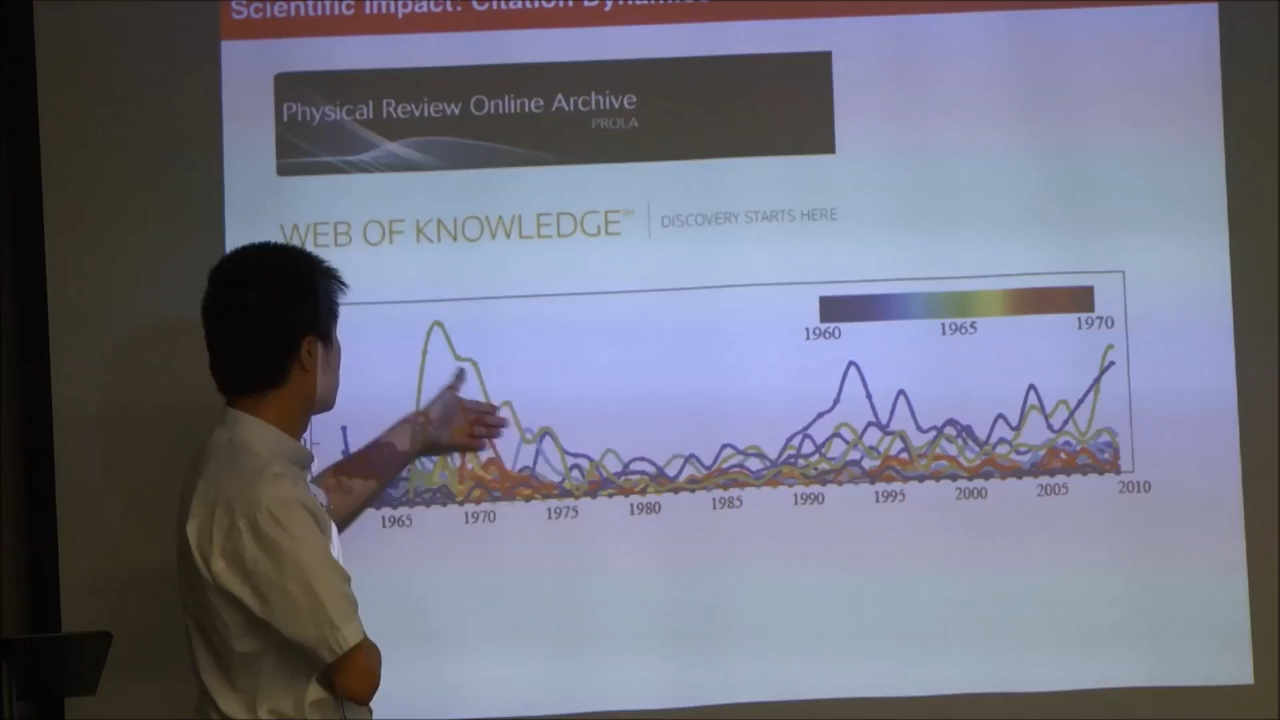 Scientific Impact: Citation Dynamics
Physical Review Online Archive
PROLA
WEB OF KNOWLEDGE℠ DISCOVERY STARTS HERE
1960 1965 1970
1965 1970 1975 1980 1985 1990 1995 2000 2005 2010